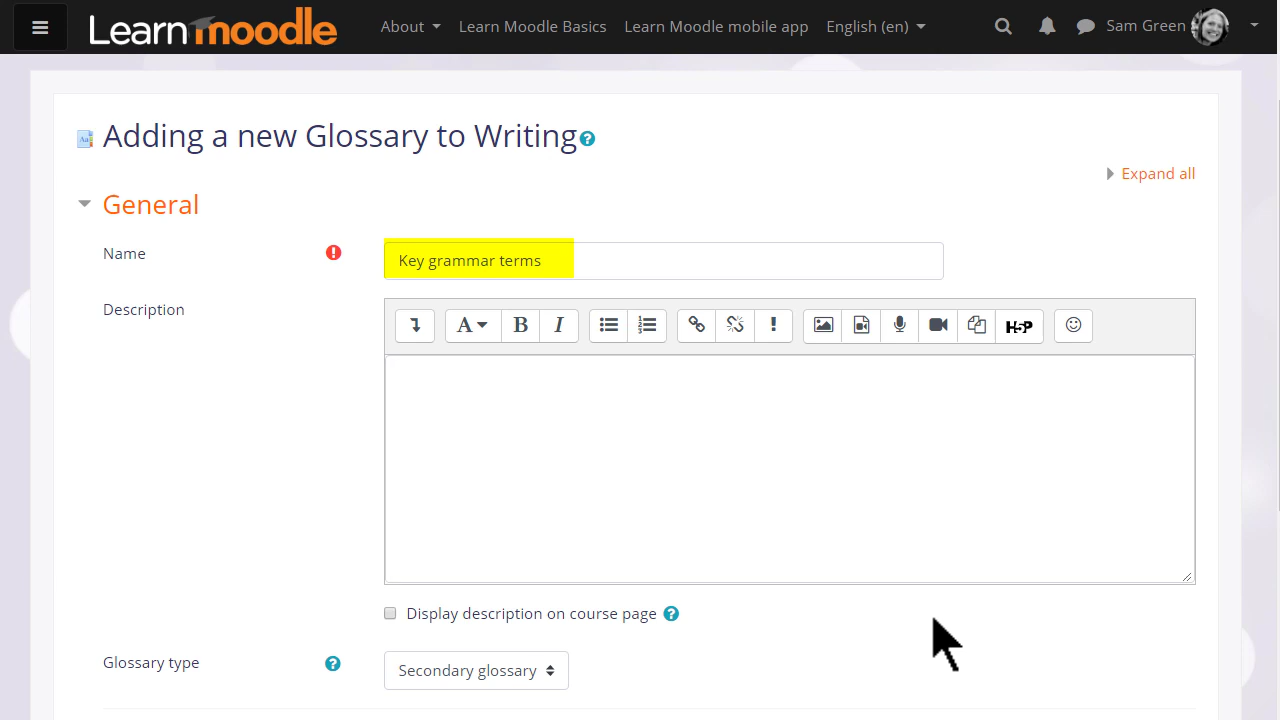 Learn moodle About Learn Moodle Basics Learn Moodle mobile app English (en) Sam Green
Adding a new Glossary to Writing
Expand all
General
Name
Key grammar terms
Description
A B I H5P
Display description on course page
Glossary type
Secondary glossary